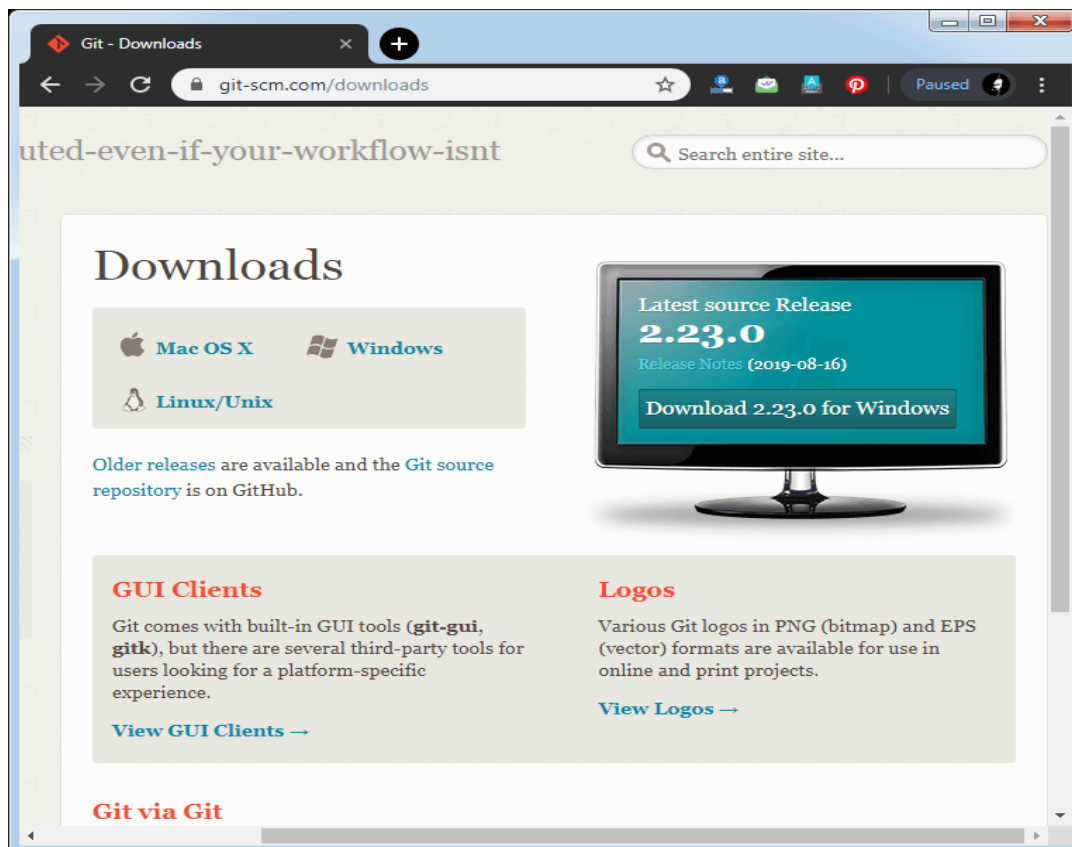 Git - Downloads
git-scm.com/downloads
Paused
uted-even-if-your-workflow-isnt
Search entire site...
Downloads
Mac OS X
Windows
Linux/Unix
Older releases are available and the Git source
repository is on GitHub.
Latest source Release
2.23.0
Release Notes (2019-08-16)
Download 2.23.0 for Windows
GUI Clients
Git comes with built-in GUI tools (git-gui,
gitk), but there are several third-party tools for
users looking for a platform-specific
experience.
View GUI Clients →
Logos
Various Git logos in PNG (bitmap) and EPS
(vector) formats are available for use in
online and print projects.
View Logos →
Git via Git